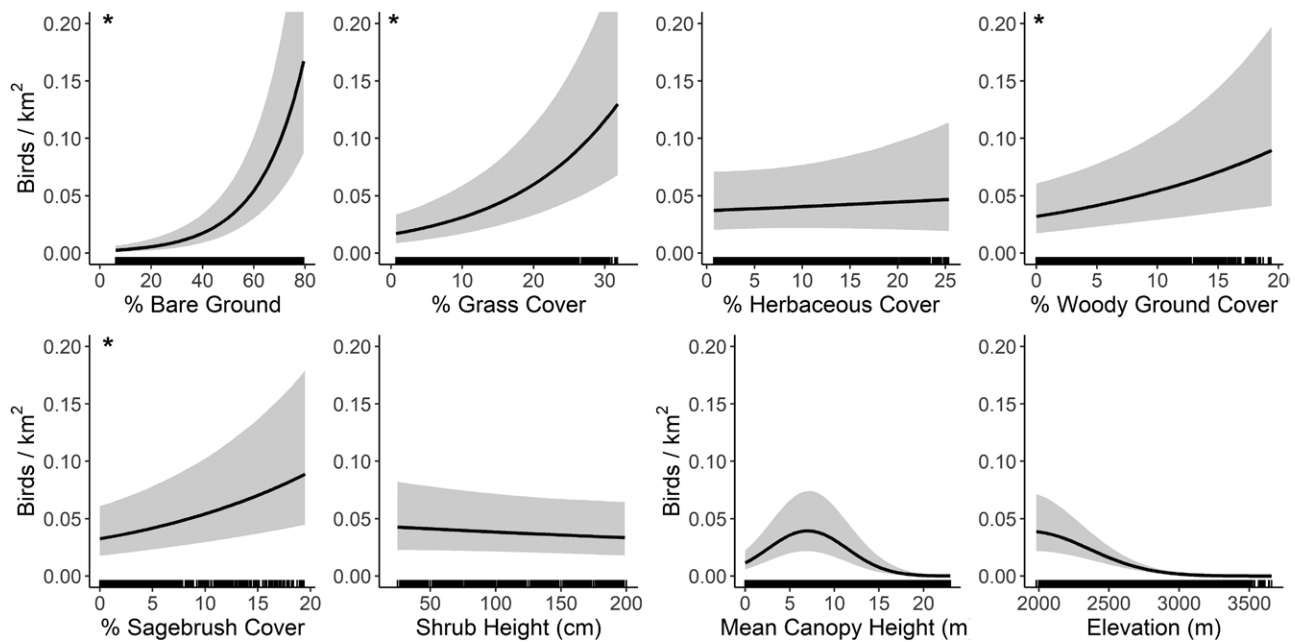 *
*
*
0.20
0.15
0.10
0.05
0.00
Birds / km²
0 20 40 60 80
% Bare Ground
0.20
0.15
0.10
0.05
0.00
0 10 20 30
% Grass Cover
0.20
0.15
0.10
0.05
0.00
0 5 10 15 20 25
% Herbaceous Cover
0.20
0.15
0.10
0.05
0.00
0 5 10 15 20
% Woody Ground Cover
*
0.20
0.15
0.10
0.05
0.00
Birds / km²
0 5 10 15 20
% Sagebrush Cover
0.20
0.15
0.10
0.05
0.00
50 100 150 200
Shrub Height (cm)
0.20
0.15
0.10
0.05
0.00
Birds / km²
0 5 10 15 20
Mean Canopy Height (m
0.20
0.15
0.10
0.05
0.00
2000 2500 3000 3500
Elevation (m)